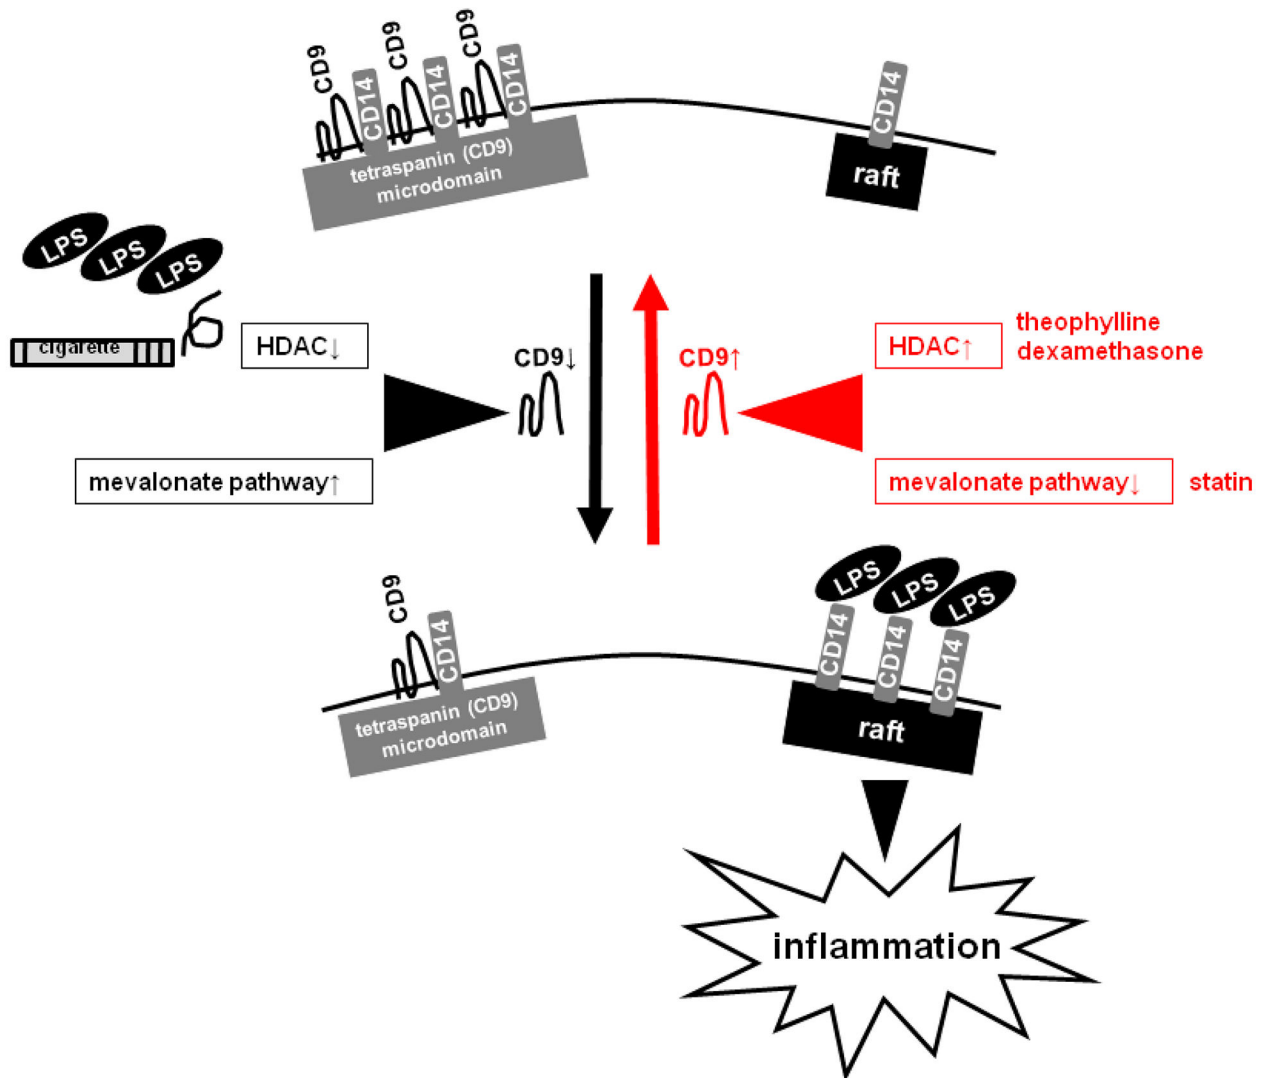 CD9
CD9
CD9
CD14
CD14
CD14
CD14
tetraspanin (CD9)
microdomain
raft
LPS
LPS
LPS
cigarette
HDAC↓
CD9↓
CD9↑
HDAC↑
theophylline
dexamethasone
mevalonate pathway↑
mevalonate pathway↓
statin
CD9
CD14
LPS
LPS
LPS
CD14
CD14
CD14
tetraspanin (CD9)
microdomain
raft
inflammation